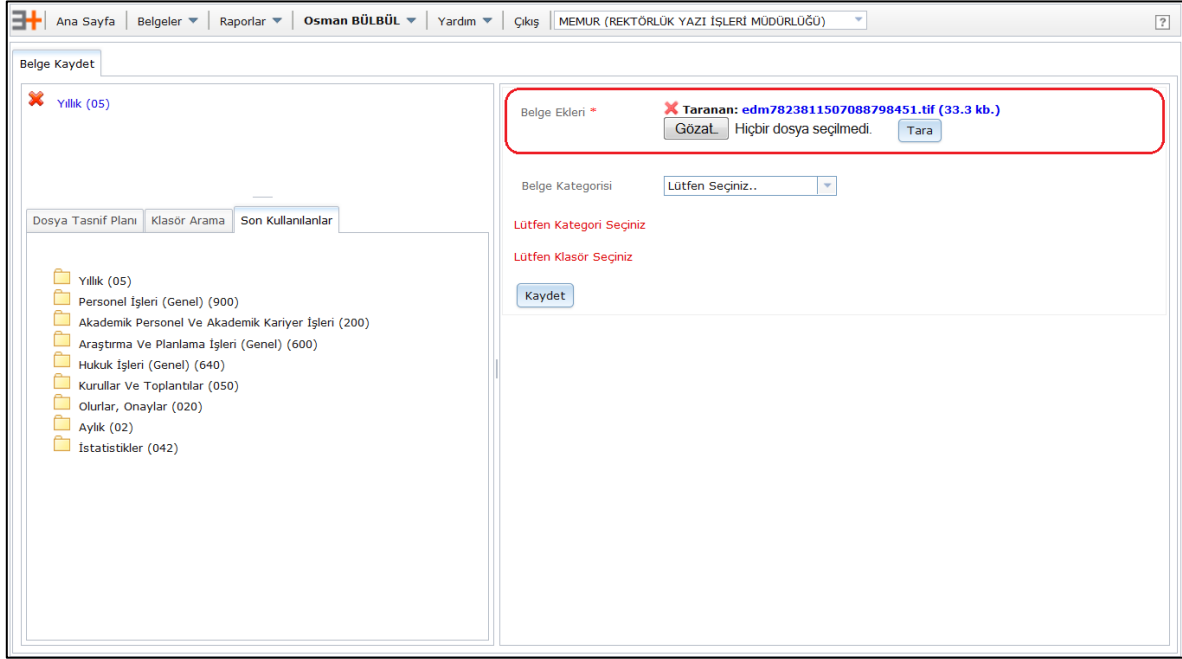 Ana Sayfa Belgeler Raporlar Osman BÜLBÜL Yardım Çıkış MEMUR (REKTÖRLÜK YAZI İŞLERİ MÜDÜRLÜĞÜ) ?
Belge Kaydet
Yıllık (05)
Dosya Tasnif Planı Klasör Arama Son Kullanılanlar
Yıllık (05)
Personel İşleri (Genel) (900)
Akademik Personel Ve Akademik Kariyer İşleri (200)
Araştırma Ve Planlama İşleri (Genel) (600)
Hukuk İşleri (Genel) (640)
Kurullar Ve Toplantılar (050)
Olurlar, Onaylar (020)
Aylık (02)
İstatistikler (042)
Belge Ekleri * Taranan: edm7823811507088798451.tif (33.3 kb.)
Gözat_ Hiçbir dosya seçilmedi. Tara
Belge Kategorisi Lütfen Seçiniz..
Lütfen Kategori Seçiniz
Lütfen Klasör Seçiniz
Kaydet